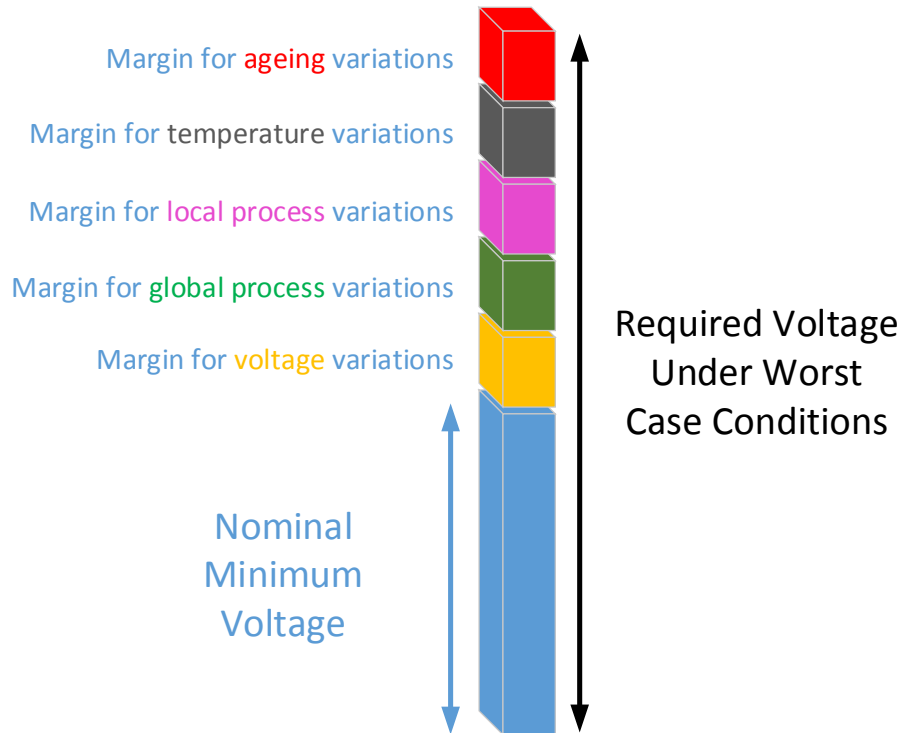 Margin for ageing variations
Margin for temperature variations
Margin for local process variations
Margin for global process variations
Margin for voltage variations
Required Voltage
Under Worst
Case Conditions
Nominal
Minimum
Voltage